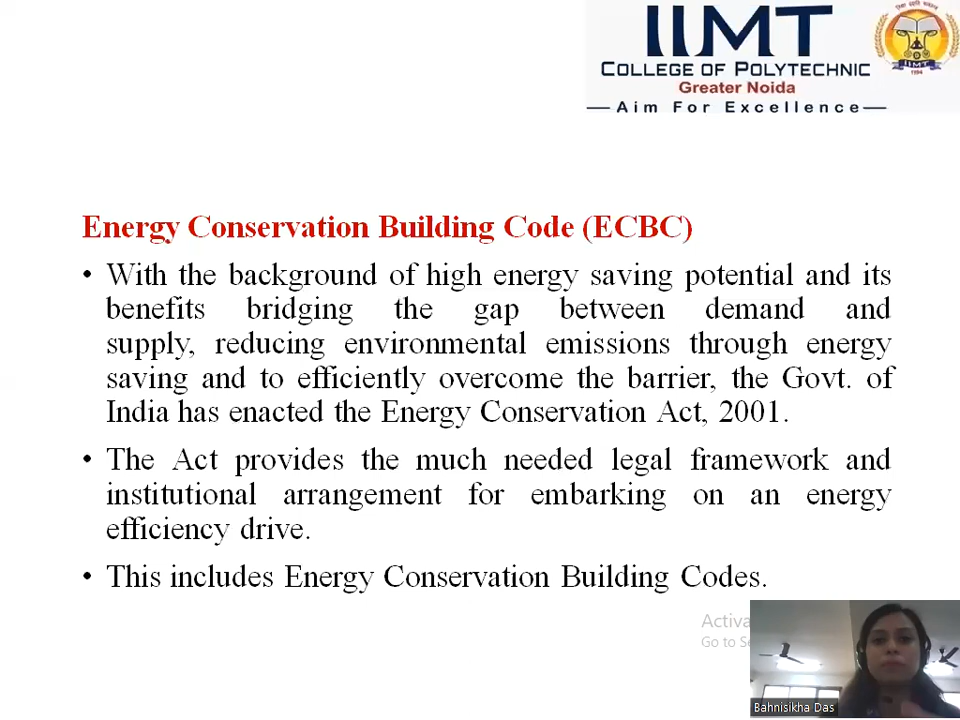 IIMT
COLLEGE OF POLYTECHNIC
Greater Noida
Aim For Excellence
IIMT
Energy Conservation Building Code (ECBC)
• With the background of high energy saving potential and its
benefits bridging the gap between demand and
supply, reducing environmental emissions through energy
saving and to efficiently overcome the barrier, the Govt. of
India has enacted the Energy Conservation Act, 2001.
• The Act provides the much needed legal framework and
institutional arrangement for embarking on an energy
efficiency drive.
• This includes Energy Conservation Building Codes.
Activa
Go to Se
Bahnisikha Das